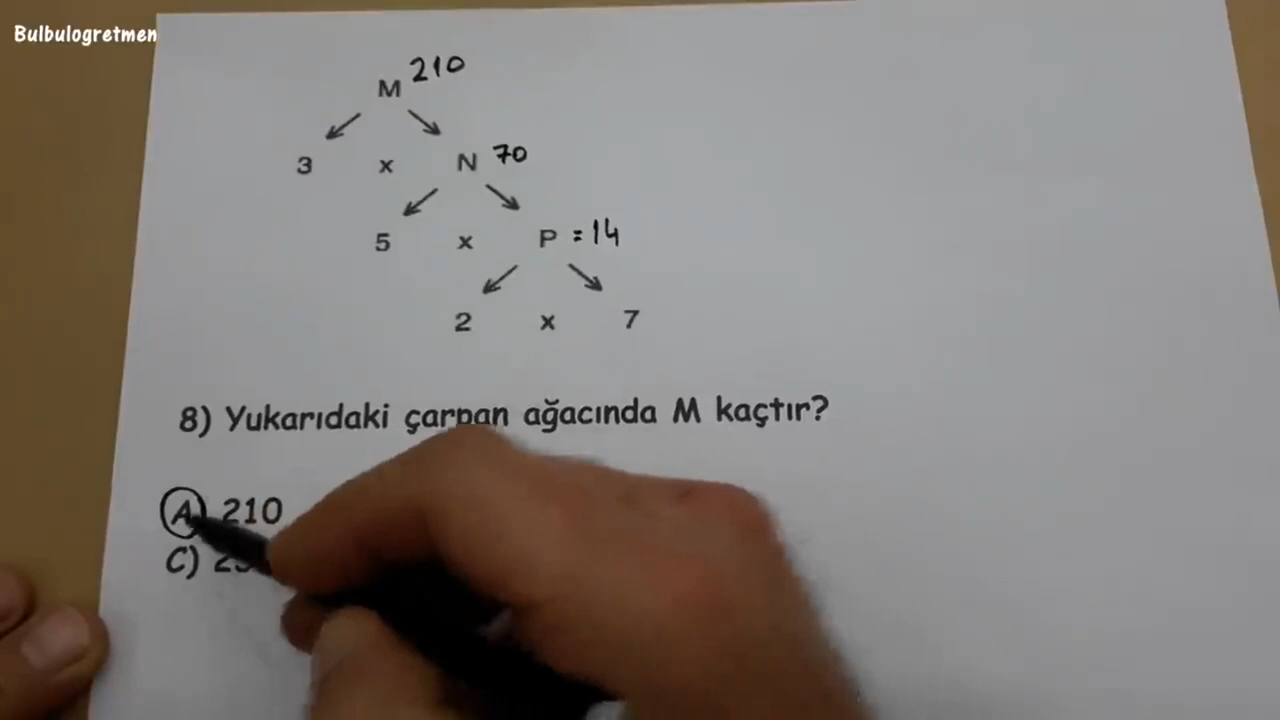 Bulbulogretmen
M 210
3 x N 70
5 x P = 14
2 x 7
8) Yukarıdaki çarpan ağacında M kaçtır?
A) 210
C)